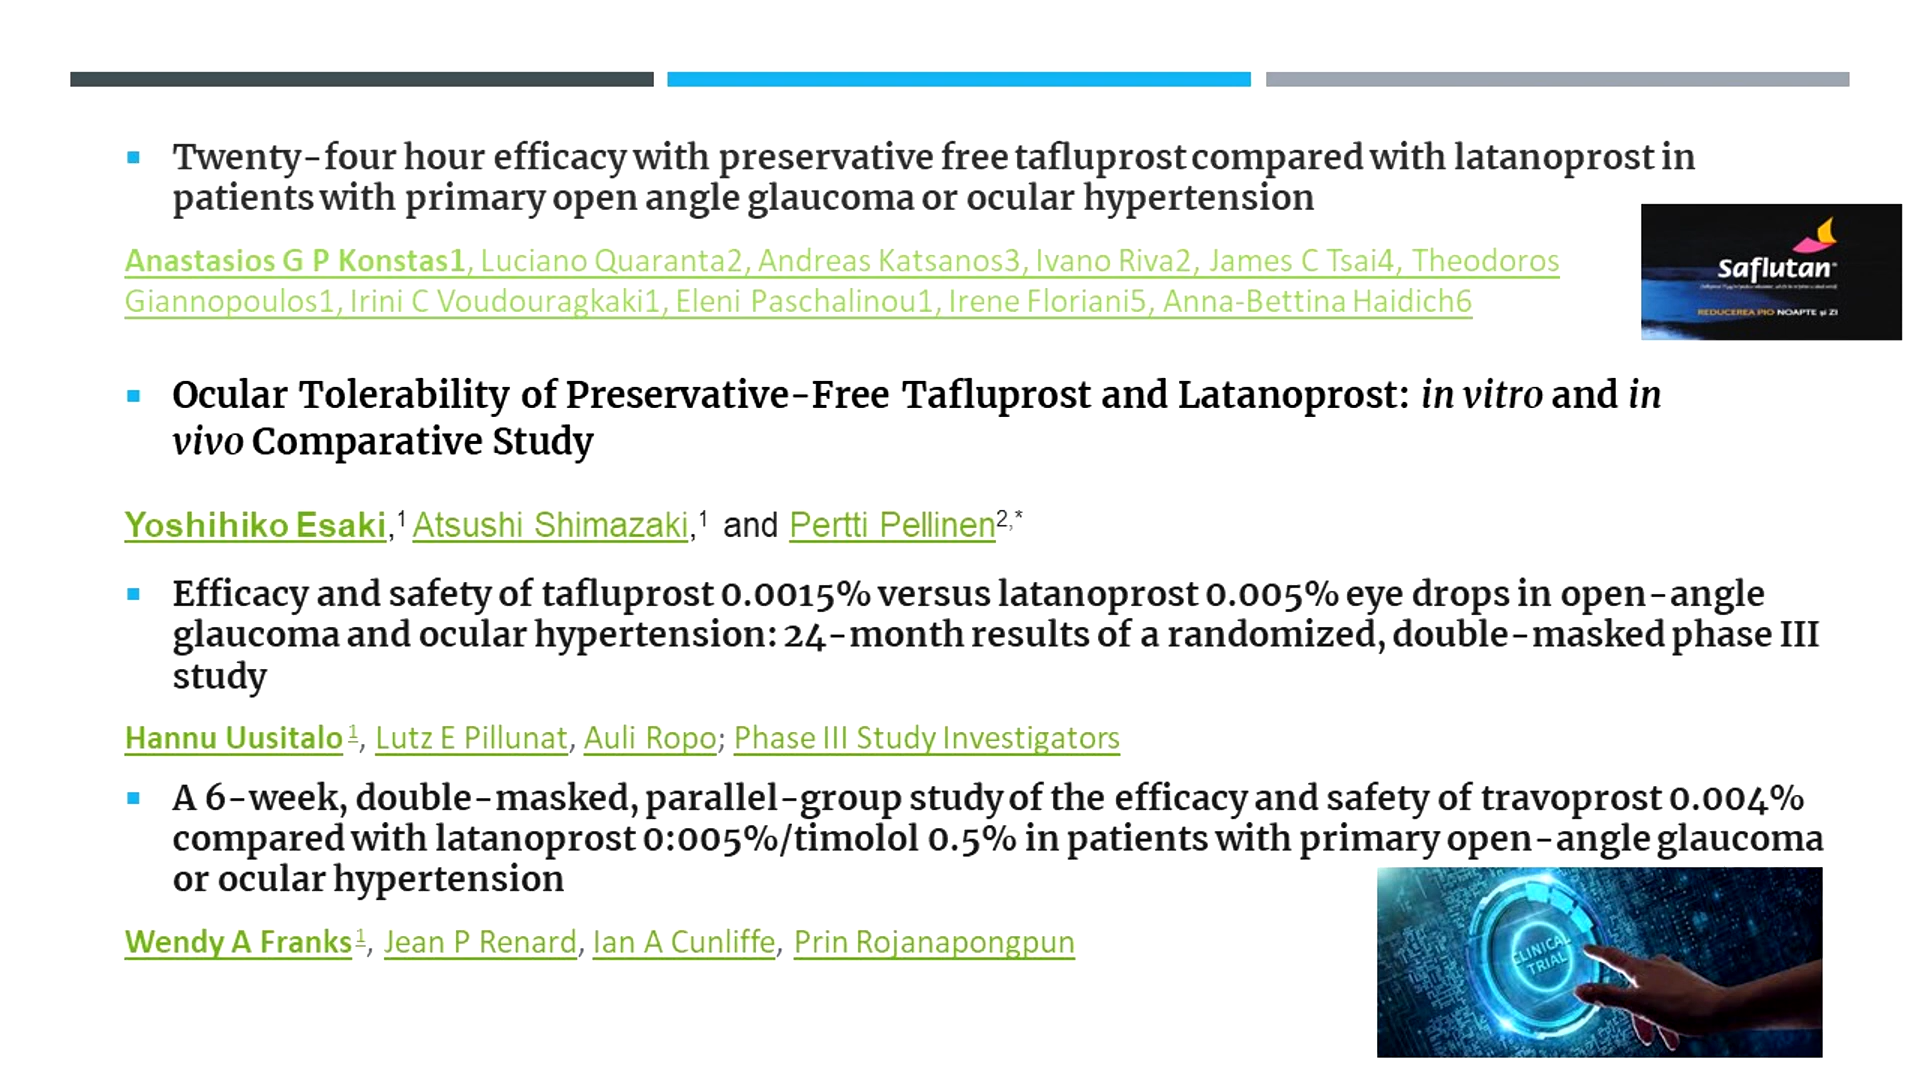 Twenty-four hour efficacy with preservative free tafluprost compared with latanoprost in
patients with primary open angle glaucoma or ocular hypertension
Anastasios G P Konstas1, Luciano Quaranta2, Andreas Katsanos3, Ivano Riva2, James C Tsai4, Theodoros
Giannopoulos1, Irini C Voudouragkaki1, Eleni Paschalinou1, Irene Floriani5, Anna-Bettina Haidich6
Saflutan®
REDUCEREA PIO NOAPTE și ZI
Ocular Tolerability of Preservative-Free Tafluprost and Latanoprost: in vitro and in
vivo Comparative Study
Yoshihiko Esaki,1 Atsushi Shimazaki,1 and Pertti Pellinen2,*
Efficacy and safety of tafluprost 0.0015% versus latanoprost 0.005% eye drops in open-angle
glaucoma and ocular hypertension: 24-month results of a randomized, double-masked phase III
study
Hannu Uusitalo 1, Lutz E Pillunat, Auli Ropo; Phase III Study Investigators
A 6-week, double-masked, parallel-group study of the efficacy and safety of travoprost 0.004%
compared with latanoprost 0:005%/timolol 0.5% in patients with primary open-angle glaucoma
or ocular hypertension
Wendy A Franks 1, Jean P Renard, Ian A Cunliffe, Prin Rojanapongpun
CLINICAL
TRIAL